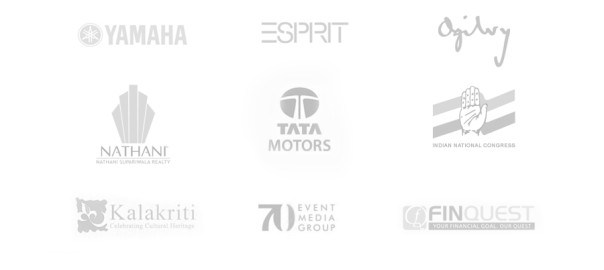 YAMAHA
ESPRIT
Ogilvy
NATHANI
NATHANI SUPARIWALA REALTY
TATA
MOTORS
INDIAN NATIONAL CONGRESS
Kalakriti
Celebrating Cultural Heritage
70 EVENT
MEDIA
GROUP
FINQUEST
YOUR FINANCIAL GOAL. OUR QUEST